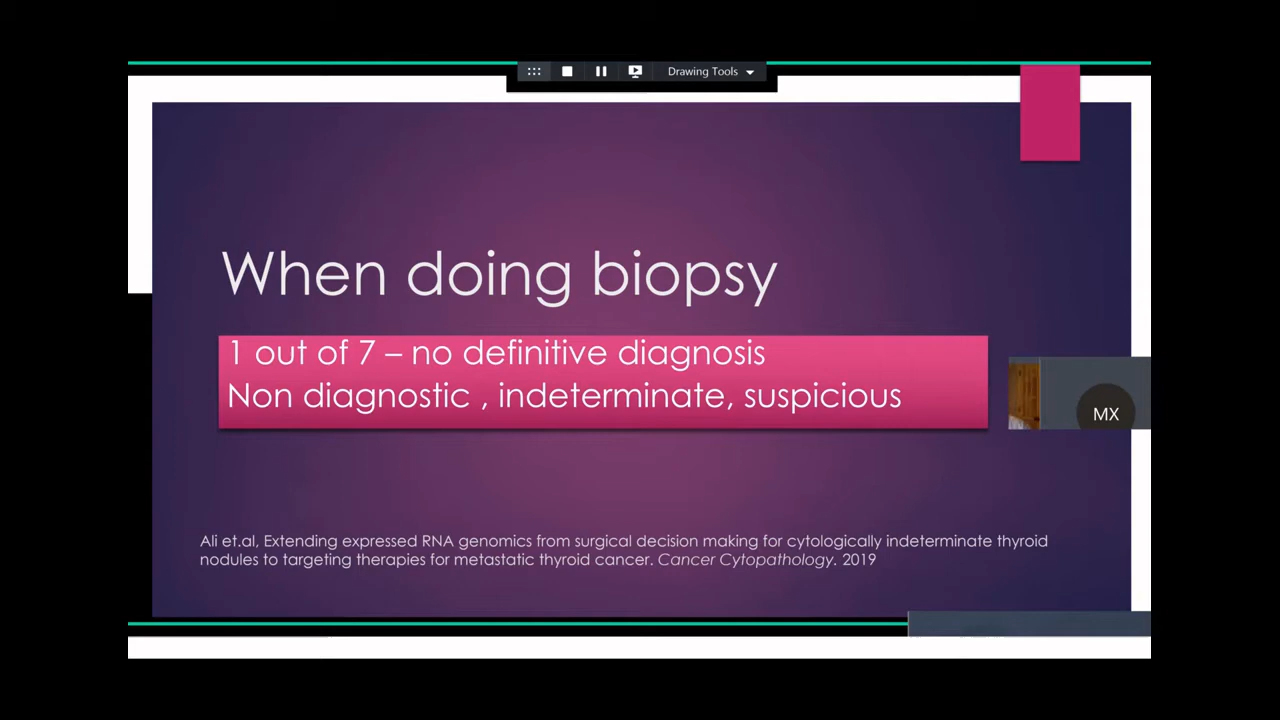 Drawing Tools
When doing biopsy
1 out of 7 – no definitive diagnosis
Non diagnostic , indeterminate, suspicious
MX
Ali et.al, Extending expressed RNA genomics from surgical decision making for cytologically indeterminate thyroid
nodules to targeting therapies for metastatic thyroid cancer. Cancer Cytopathology. 2019